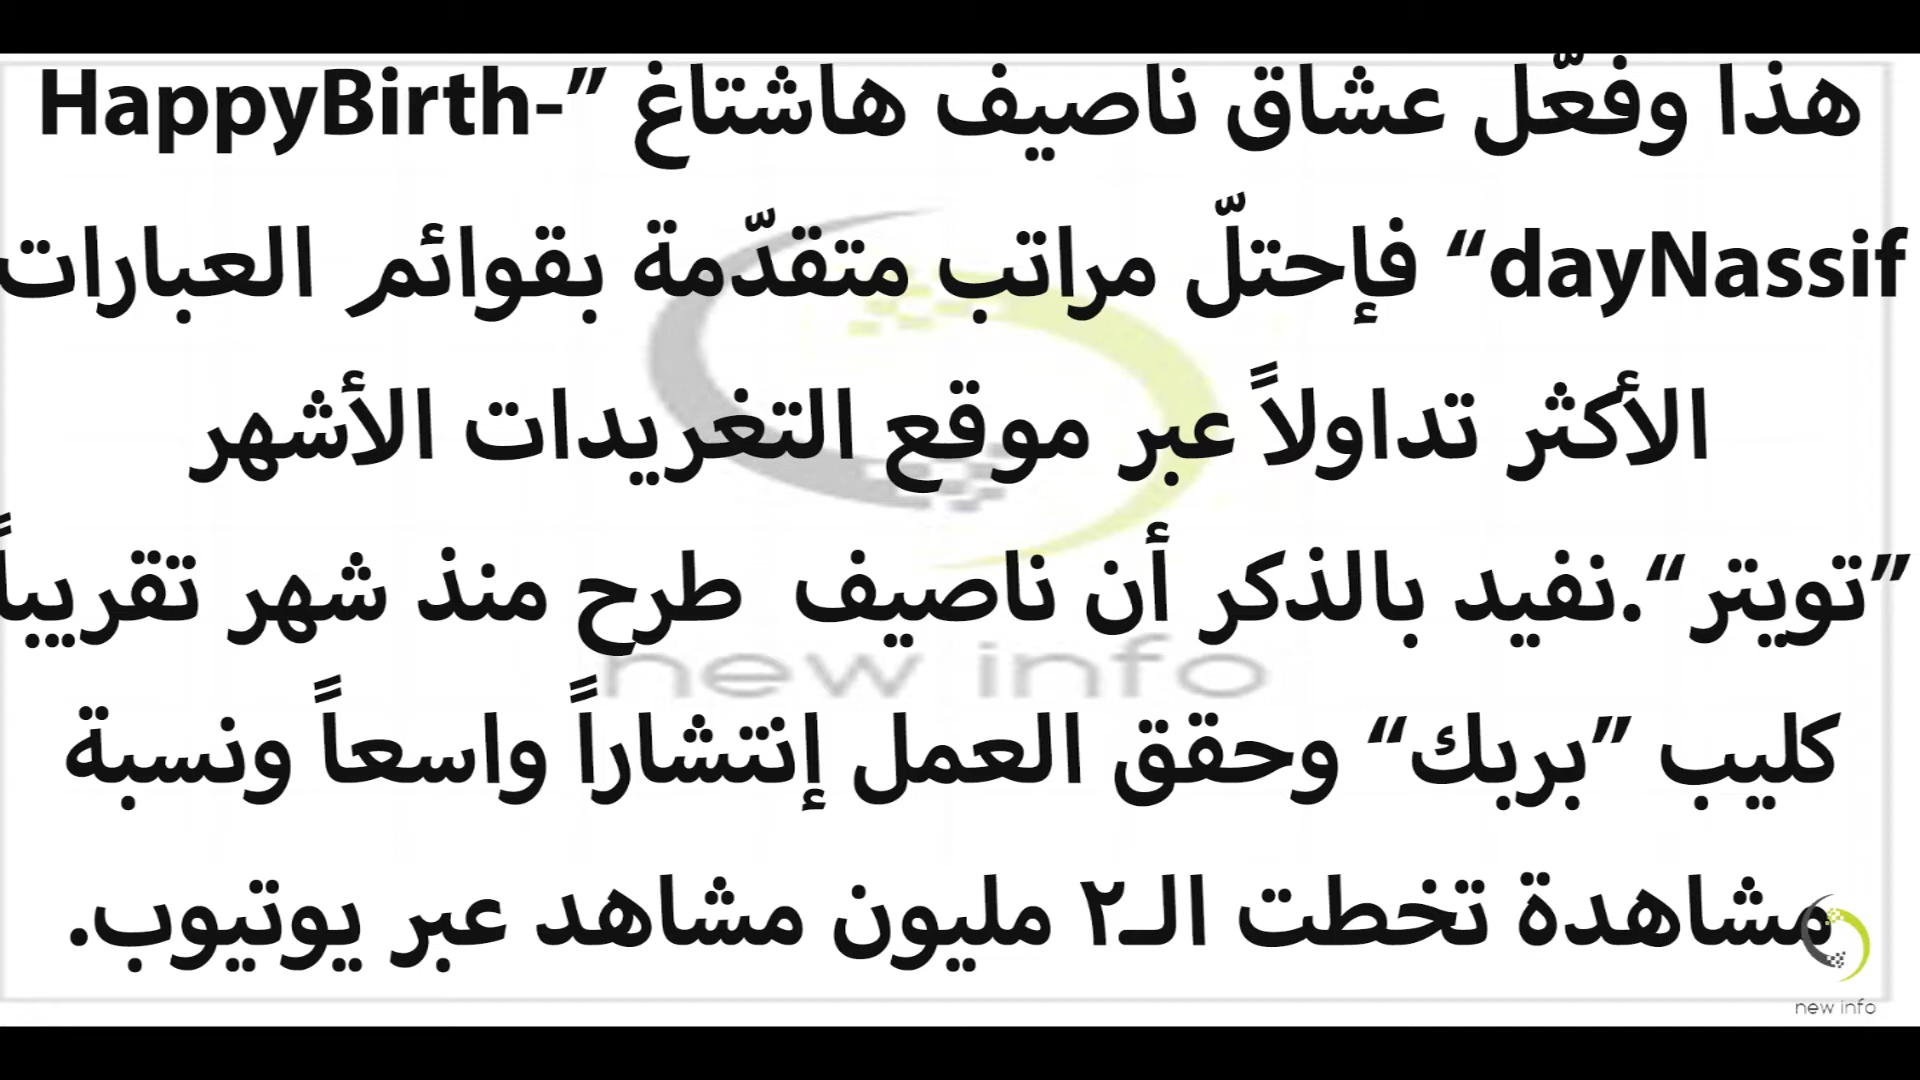 هذا وفعّل عشاق ناصيف هاشتاغ ”HappyBirth-
dayNassif“ فإحتلّ مراتب متقدّمة بقوائم العبارات
الأكثر تداولاً عبر موقع التغريدات الأشهر
”تويتر“.نفيد بالذكر أن ناصيف طرح منذ شهر تقريباً
كليب ”بربك“ وحقق العمل إنتشاراً واسعاً ونسبة
مشاهدة تخطت الـ٢ مليون مشاهد عبر يوتيوب.
new info
new info